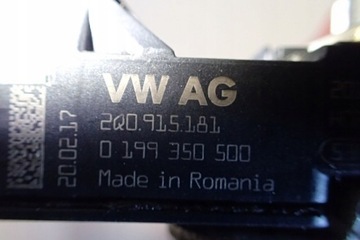 VW AG
2Q0.915.181
0 199 350 500
Made in Romania
20.02.17